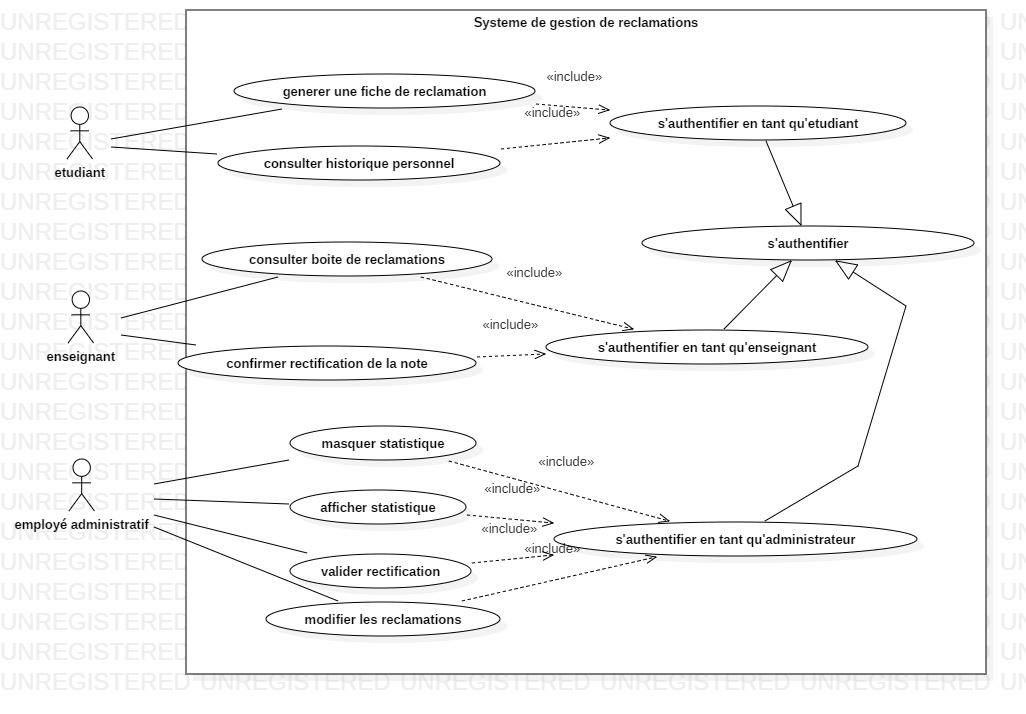 Systeme de gestion de reclamations
generer une fiche de reclamation
«include»
«include»
s'authentifier en tant qu'etudiant
consulter historique personnel
etudiant
s'authentifier
consulter boite de reclamations
«include»
«include»
s'authentifier en tant qu'enseignant
enseignant
confirmer rectification de la note
masquer statistique
«include»
«include»
afficher statistique
employé administratif
«include»
«include»
s'authentifier en tant qu'administrateur
valider rectification
modifier les reclamations
UNREGISTERED UNREGISTERED UNREGISTERED UNREGISTERED UNREGISTERED UN